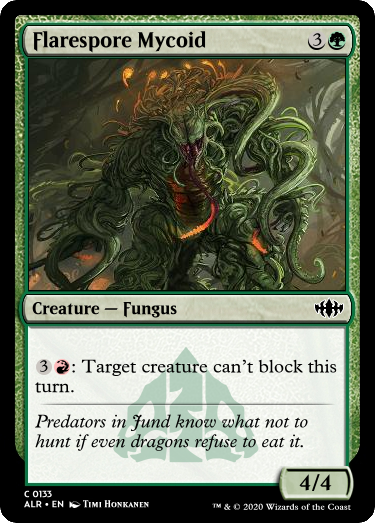 Flarespore Mycoid 3
Creature — Fungus
3: Target creature can't block this
turn.
Predators in Jund know what not to
hunt if even dragons refuse to eat it.
4/4
C 0133
ALR • EN Timi Honkanen
™ & © 2020 Wizards of the Coast